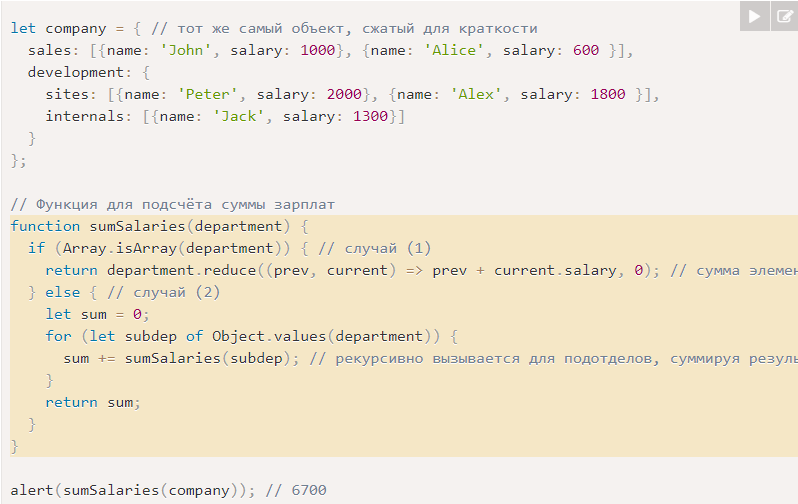 let company = { // тот же самый объект, сжатый для краткости
  sales: [{name: 'John', salary: 1000}, {name: 'Alice', salary: 600 }],
  development: {
    sites: [{name: 'Peter', salary: 2000}, {name: 'Alex', salary: 1800 }],
    internals: [{name: 'Jack', salary: 1300}]
  }
};

// Функция для подсчёта суммы зарплат
function sumSalaries(department) {
  if (Array.isArray(department)) { // случай (1)
    return department.reduce((prev, current) => prev + current.salary, 0); // сумма
  } else { // случай (2)
    let sum = 0;
    for (let subdep of Object.values(department)) {
      sum += sumSalaries(subdep); // рекурсивно вызывается для подотделов, суммируя
    }
    return sum;
  }
}

alert(sumSalaries(company)); // 6700